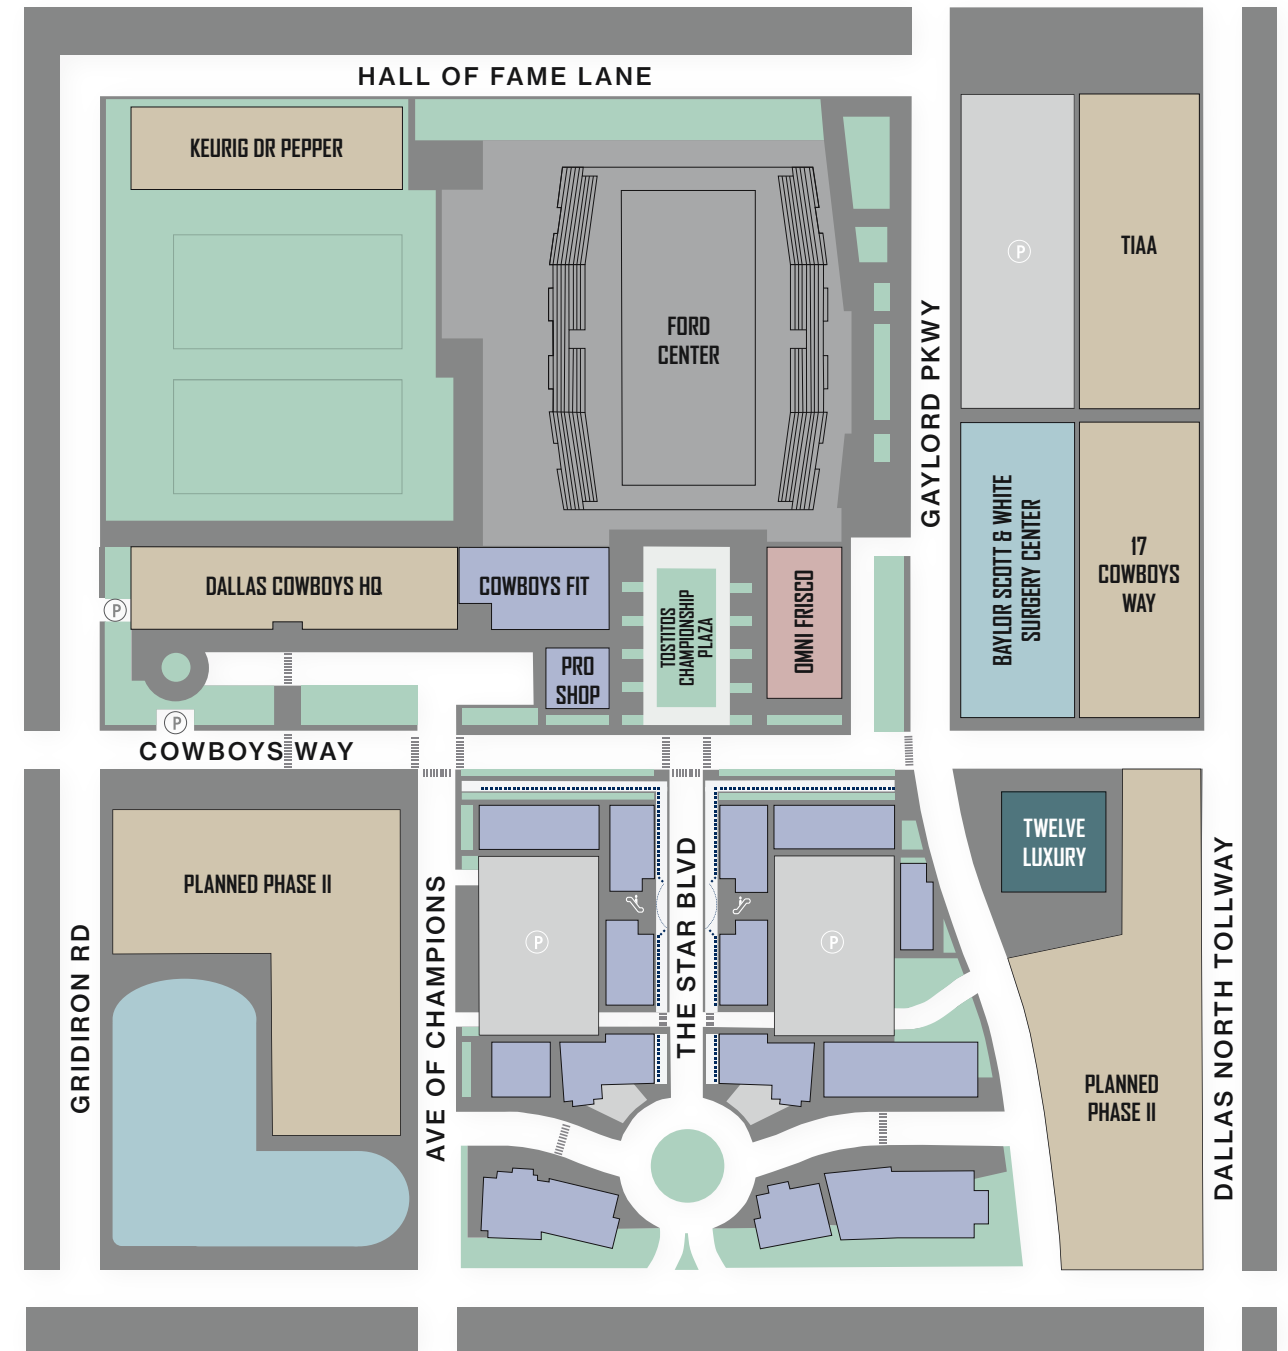 HALL OF FAME LANE
KEURIG DR PEPPER
P
TIAA
FORD
CENTER
GAYLORD PKWY
BAYLOR SCOTT & WHITE
SURGERY CENTER
17
COWBOYS
WAY
DALLAS COWBOYS HQ
COWBOYS FIT
P
TOSTITOS
CHAMPIONSHIP
PLAZA
OMNI FRISCO
PRO
SHOP
P
COWBOYS WAY
TWELVE
LUXURY
PLANNED PHASE II
THE STAR BLVD
P
P
GRIDIRON RD
AVE OF CHAMPIONS
DALLAS NORTH TOLLWAY
PLANNED
PHASE II